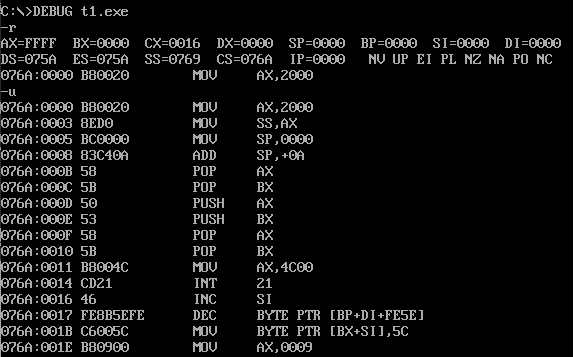 C:\>DEBUG t1.exe
-r
AX=FFFF BX=0000 CX=0016 DX=0000 SP=0000 BP=0000 SI=0000 DI=0000
DS=075A ES=075A SS=0769 CS=076A IP=0000 NV UP EI PL NZ NA PO NC
076A:0000 B80020 MOV AX,2000
-u
076A:0000 B80020 MOV AX,2000
076A:0003 8ED0 MOV SS,AX
076A:0005 BC0000 MOV SP,0000
076A:0008 83C40A ADD SP,+0A
076A:000B 58 POP AX
076A:000C 5B POP BX
076A:000D 50 PUSH AX
076A:000E 53 PUSH BX
076A:000F 58 POP AX
076A:0010 5B POP BX
076A:0011 B8004C MOV AX,4C00
076A:0014 CD21 INT 21
076A:0016 46 INC SI
076A:0017 FE8B5EFE DEC BYTE PTR [BP+DI+FE5E]
076A:001B C6005C MOV BYTE PTR [BX+SI],5C
076A:001E B80900 MOV AX,0009